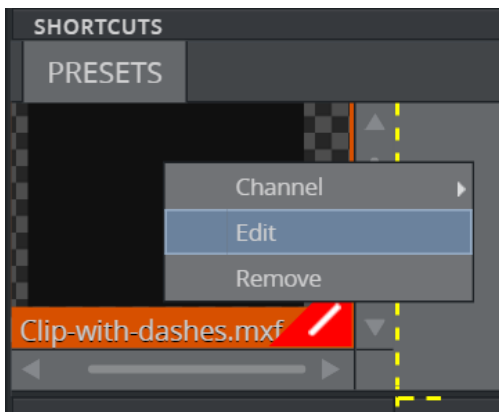 SHORTCUTS
PRESETS
Channel
Edit
Remove
Clip-with-dashes.mxf